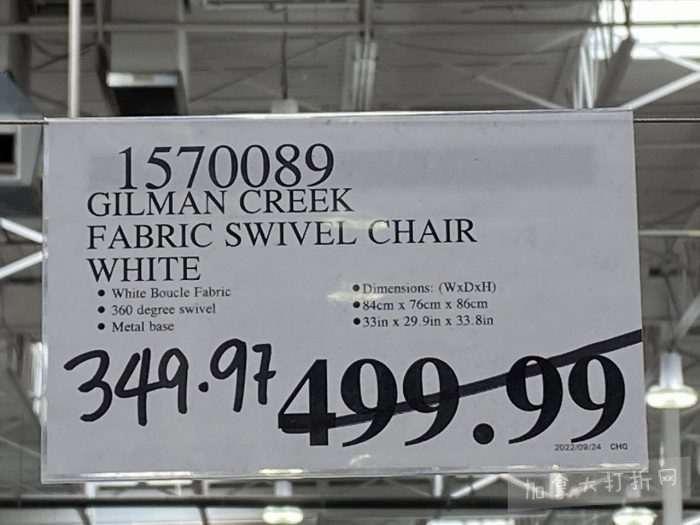 1570089
GILMAN CREEK
FABRIC SWIVEL CHAIR
WHITE
• White Boucle Fabric
• 360 degree swivel
• Metal base
• Dimensions: (WxDxH)
• 84cm x 76cm x 86cm
• 33in x 29.9in x 33.8in
349.97
499.99
2022/09/24 CHG
加拿大打折网